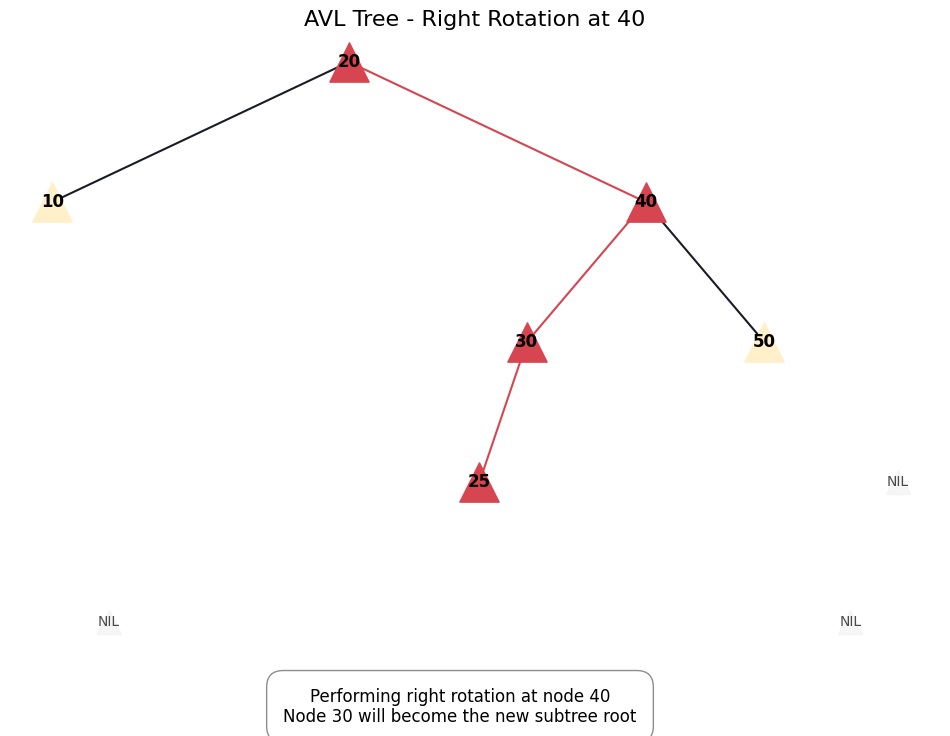 AVL Tree - Right Rotation at 40
20
10
40
30
50
25
NIL
NIL
NIL
Performing right rotation at node 40
Node 30 will become the new subtree root